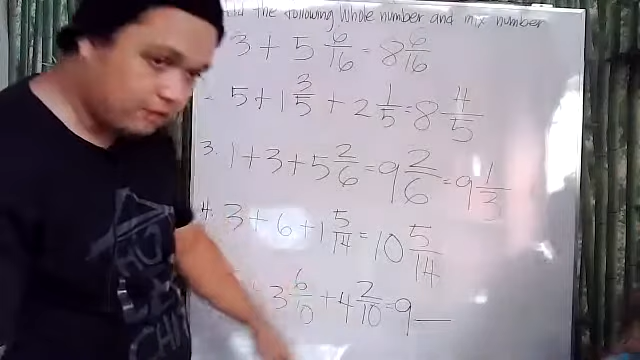 the following Whole number and mix number
3 + 5 6/16 = 8 6/16
5 + 1 3/5 + 2 1/5 = 8 4/5
3. 1 + 3 + 5 2/6 = 9 2/6 = 9 1/3
4. 3 + 6 + 1 5/14 = 10 5/14
+ 3 6/10 + 4 2/10 = 9 —